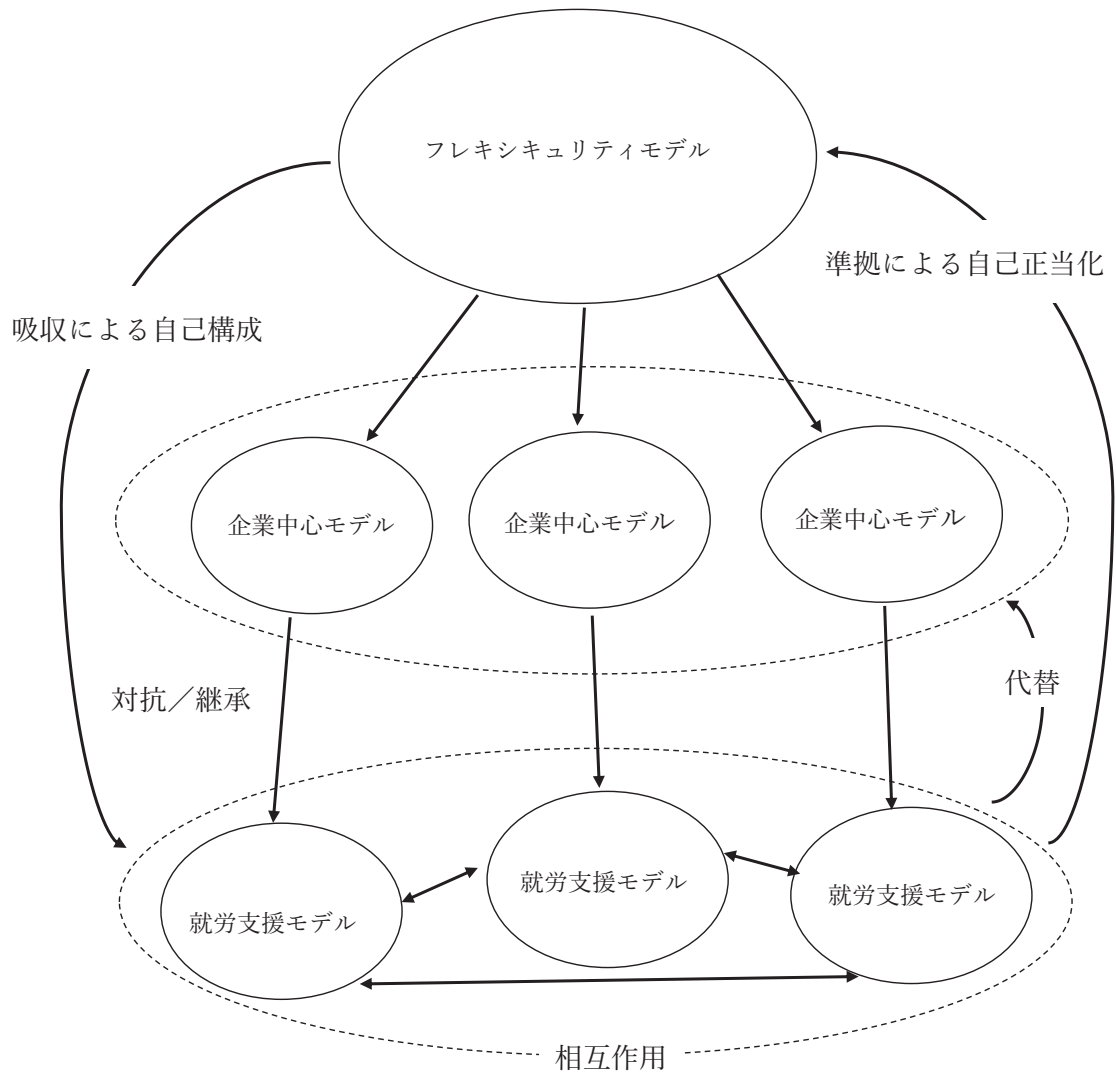 フレキシキュリティモデル
準拠による自己正当化
吸収による自己構成
企業中心モデル
企業中心モデル
企業中心モデル
対抗／継承
代替
就労支援モデル
就労支援モデル
就労支援モデル
相互作用